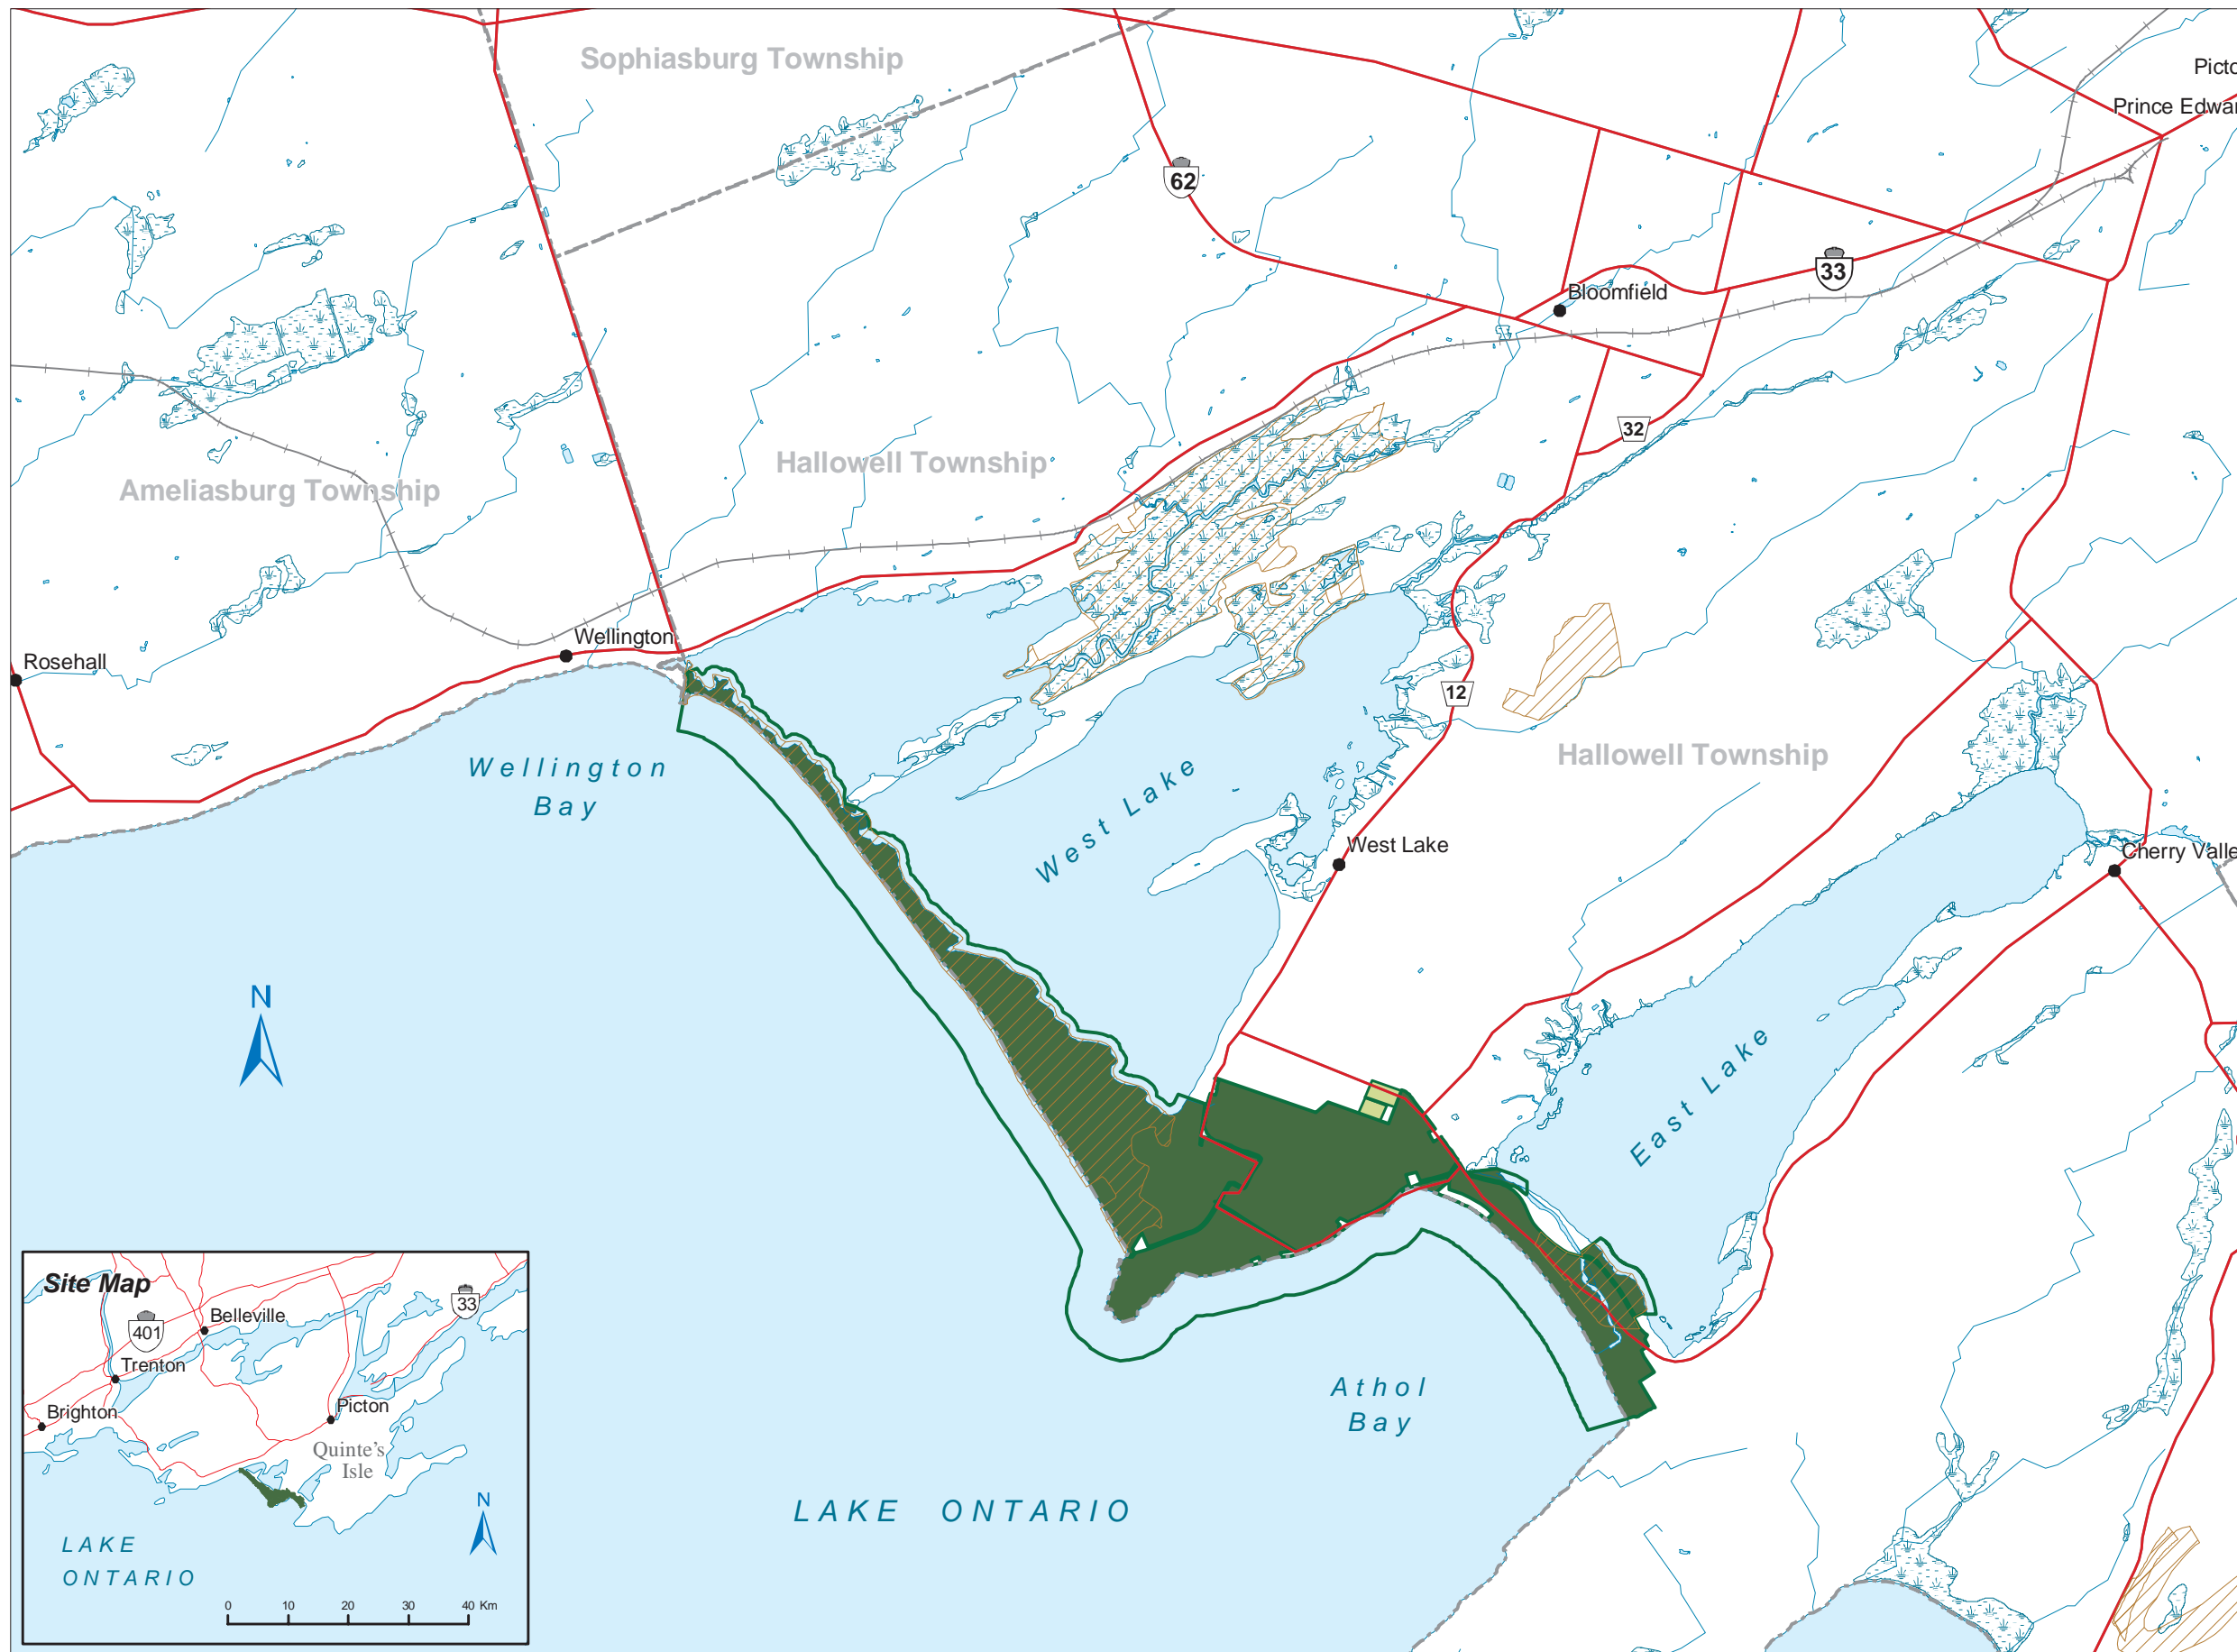 Sophiasburg Township
Picto
Prince Edwar
62
33
Bloomfield
32
Hallowell Township
Ameliasburg Township
Wellington
Rosehall
12
Hallowell Township
Wellington
Bay
West Lake
West Lake
Cherry Valle
N
East Lake
Athol
Bay
LAKE ONTARIO
Site Map
33
Belleville
401
Trenton
Picton
Brighton
Quinte's
Isle
N
LAKE
ONTARIO
0 10 20 30 40 Km